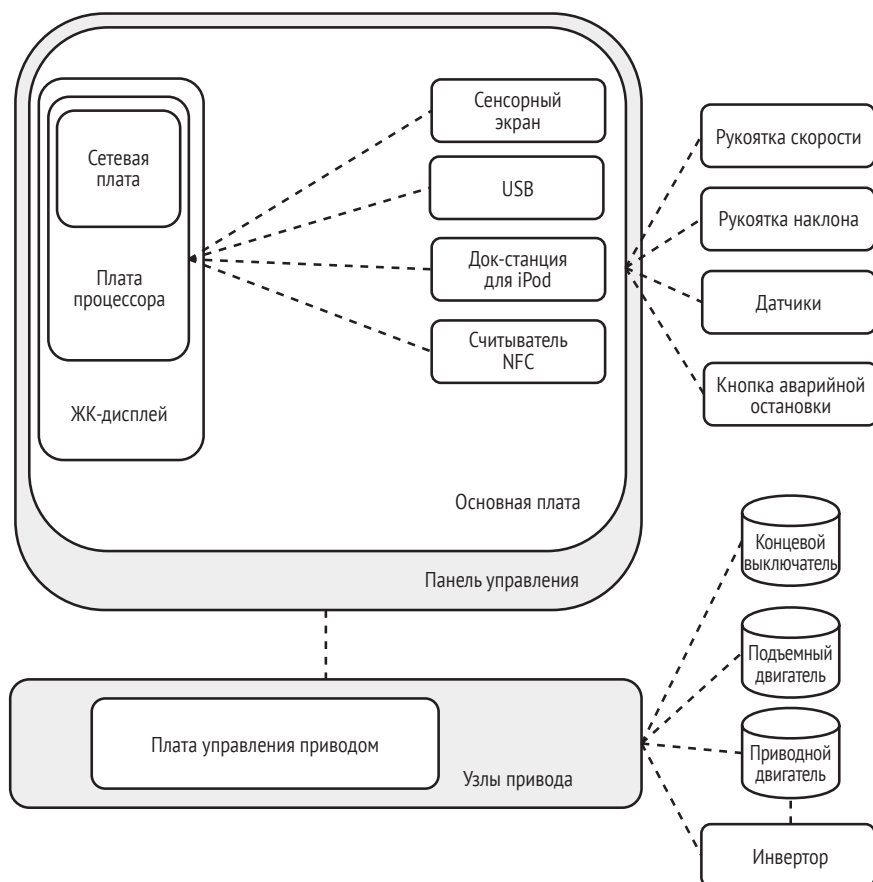 Сетевая
плата
Плата
процессора
ЖК-дисплей
Сенсорный
экран
USB
Док-станция
для iPod
Считыватель
NFC
Основная плата
Панель управления
Рукоятка скорости
Рукоятка наклона
Датчики
Кнопка аварийной
остановки
Плата управления приводом
Узлы привода
Концевой
выключатель
Подъемный
двигатель
Приводной
двигатель
Инвертор